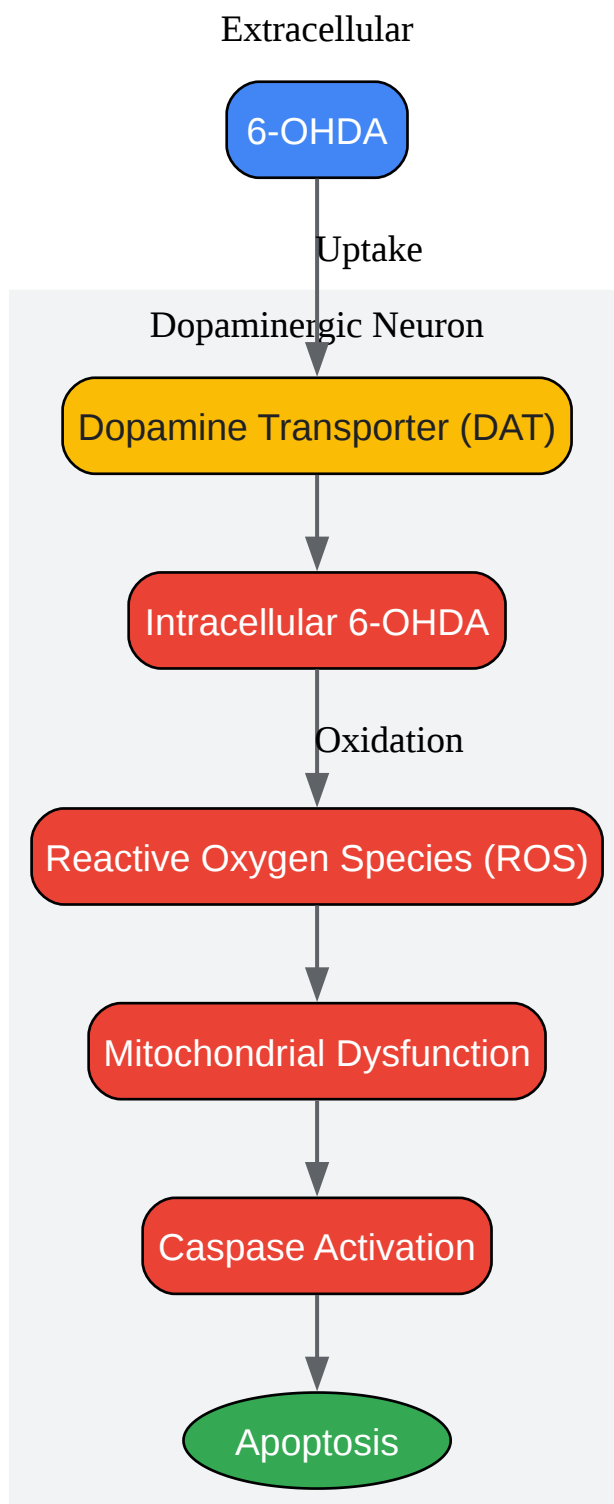 Extracellular
6-OHDA
Uptake
Dopaminergic Neuron
Dopamine Transporter (DAT)
Intracellular 6-OHDA
Oxidation
Reactive Oxygen Species (ROS)
Mitochondrial Dysfunction
Caspase Activation
Apoptosis